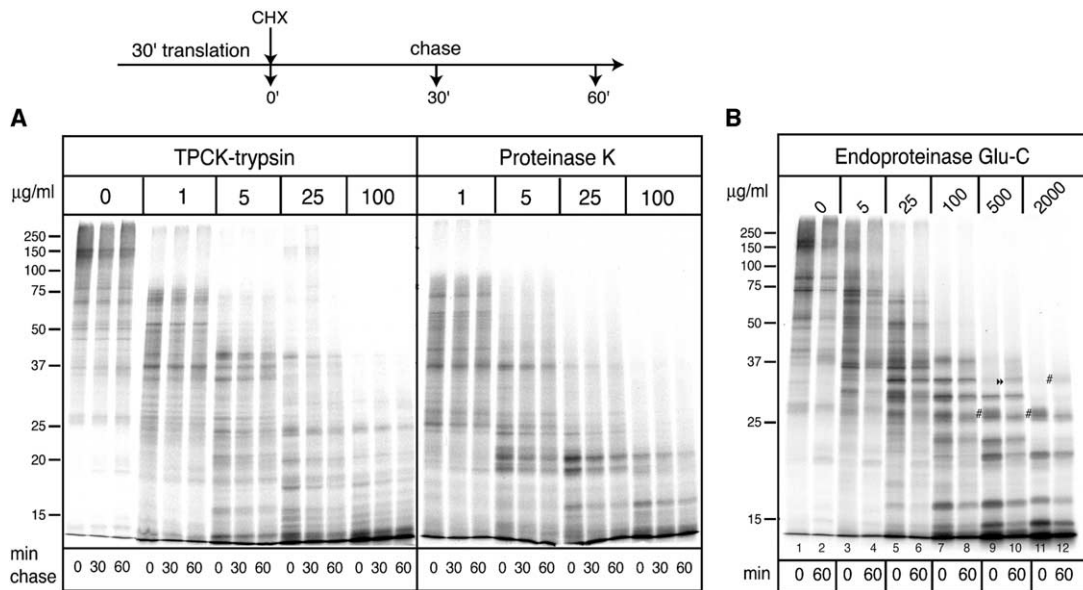 CHX
30' translation
chase
0'
30'
60'
A
TPCK-trypsin
Proteinase K
µg/ml
0
1
5
25
100
1
5
25
100
250
150
100
75
50
37
25
20
15
min
chase
0 30 60 0 30 60 0 30 60 0 30 60 0 30 60
0 30 60 0 30 60 0 30 60 0 30 60
B
Endoproteinase Glu-C
µg/ml
0
5
25
100
500
2000
250
150
100
75
50
37
25
15
#
#
#
1 2 3 4 5 6 7 8 9 10 11 12
min
0 60 0 60 0 60 0 60 0 60 0 60